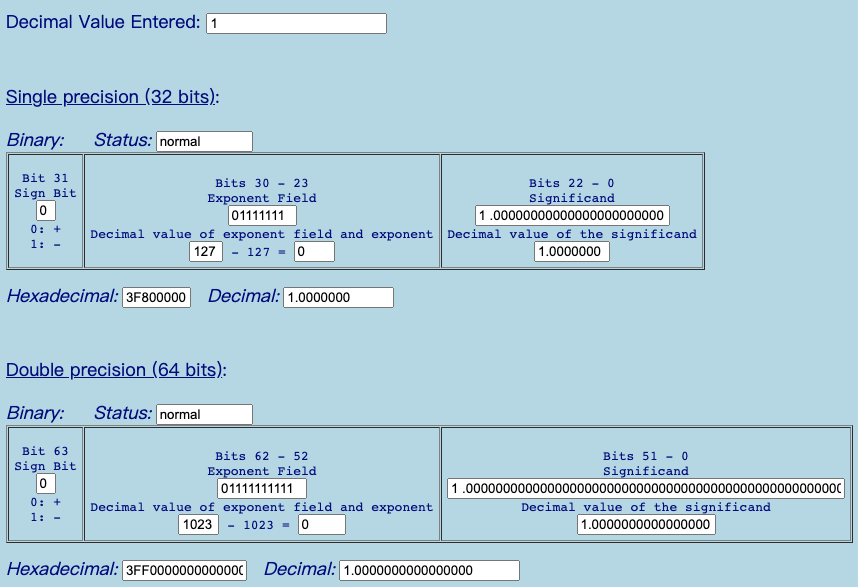 Decimal Value Entered: 1
Single precision (32 bits):
Binary: Status: normal
Bit 31
Sign Bit
0
0: +
1: -
Bits 30 - 23
Exponent Field
01111111
Decimal value of exponent field and exponent
127 - 127 = 0
Bits 22 - 0
Significand
1 .00000000000000000000000
Decimal value of the significand
1.0000000
Hexadecimal: 3F800000 Decimal: 1.0000000
Double precision (64 bits):
Binary: Status: normal
Bit 63
Sign Bit
0
0: +
1: -
Bits 62 - 52
Exponent Field
01111111111
Decimal value of exponent field and exponent
1023 - 1023 = 0
Bits 51 - 0
Significand
1 .00000000000000000000000000000000000000000000000000
Decimal value of the significand
1.0000000000000000
Hexadecimal: 3FF0000000000000 Decimal: 1.0000000000000000